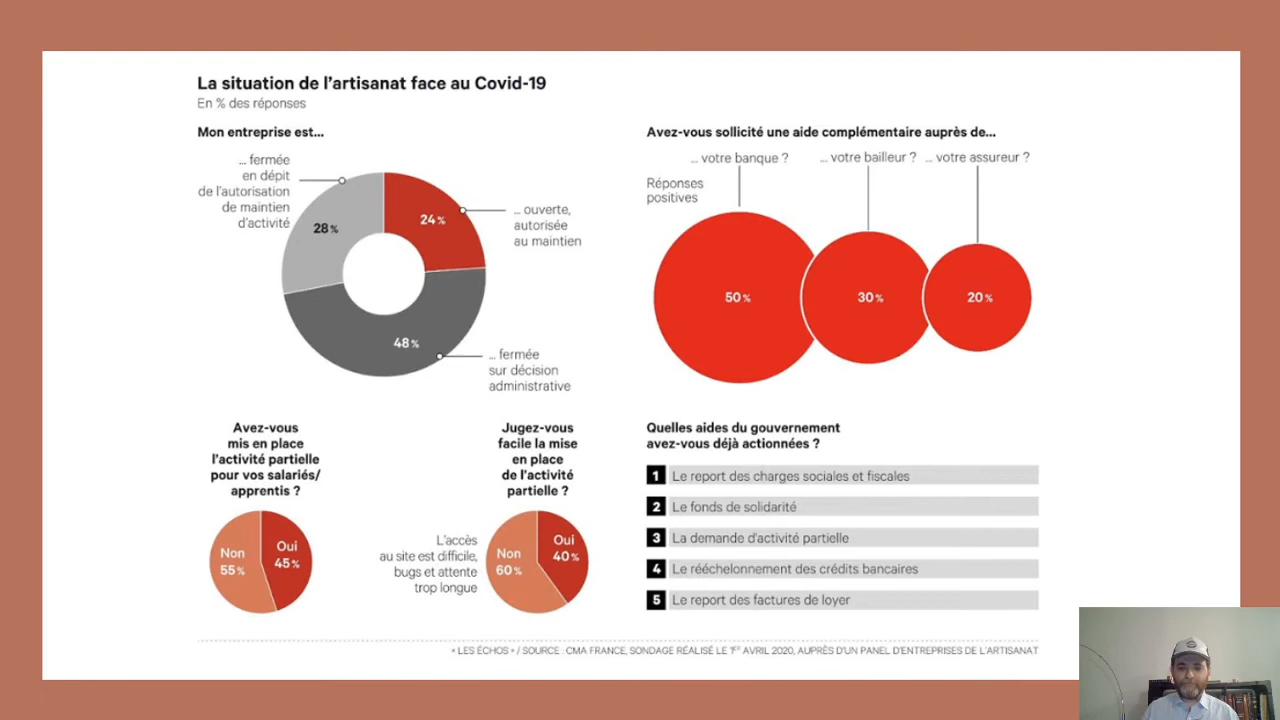 La situation de l'artisanat face au Covid-19
En % des réponses
Mon entreprise est...
... fermée
en dépit
de l'autorisation
de maintien
d'activité
28%
24%
... ouverte,
autorisée
au maintien
48%
... fermée
sur décision
administrative
Avez-vous sollicité une aide complémentaire auprès de...
... votre banque ?
... votre bailleur ?
... votre assureur ?
Réponses
positives
50%
30%
20%
Avez-vous
mis en place
l'activité partielle
pour vos salariés/
apprentis ?
Non
55%
Oui
45%
Jugez-vous
facile la mise
en place
de l'activité
partielle ?
L'accès
au site est difficile,
bugs et attente
trop longue
Non
60%
Oui
40%
Quelles aides du gouvernement
avez-vous déjà actionnées ?
1 Le report des charges sociales et fiscales
2 Le fonds de solidarité
3 La demande d'activité partielle
4 Le rééchelonnement des crédits bancaires
5 Le report des factures de loyer
« LES ÉCHOS » / SOURCE : CMA FRANCE, SONDAGE RÉALISÉ LE 1ER AVRIL 2020, AUPRÈS D'UN PANEL D'ENTREPRISES DE L'ARTISANAT